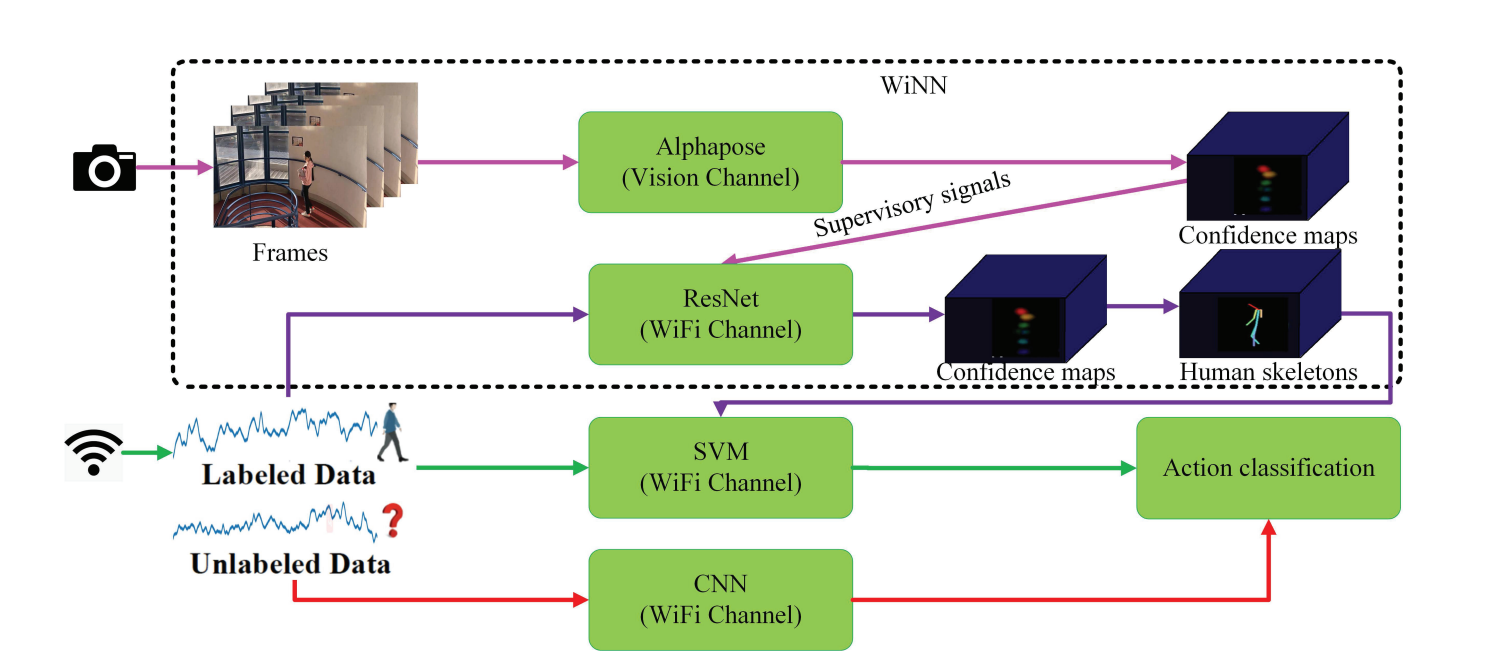 WiNN
Alphapose
(Vision Channel)
Supervisory signals
Frames
Confidence maps
ResNet
(WiFi Channel)
Confidence maps
Human skeletons
Labeled Data
SVM
(WiFi Channel)
Action classification
?
Unlabeled Data
CNN
(WiFi Channel)